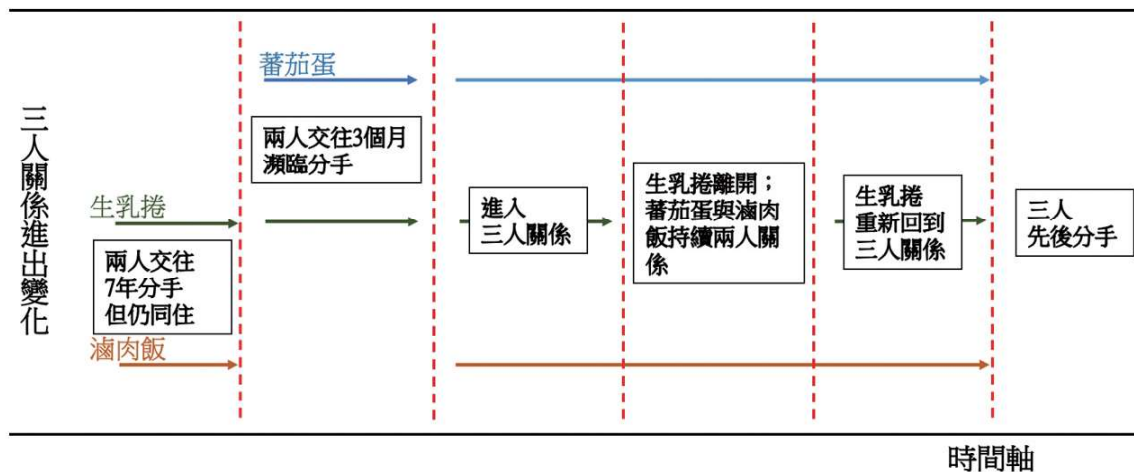 三人關係進出變化
生乳捲
兩人交往
7年分手
但仍同住
滷肉飯
蕃茄蛋
兩人交往3個月
瀕臨分手
進入
三人關係
生乳捲離開；
蕃茄蛋與滷肉
飯持續兩人關
係
生乳捲
重新回到
三人關係
三人
先後分手
時間軸